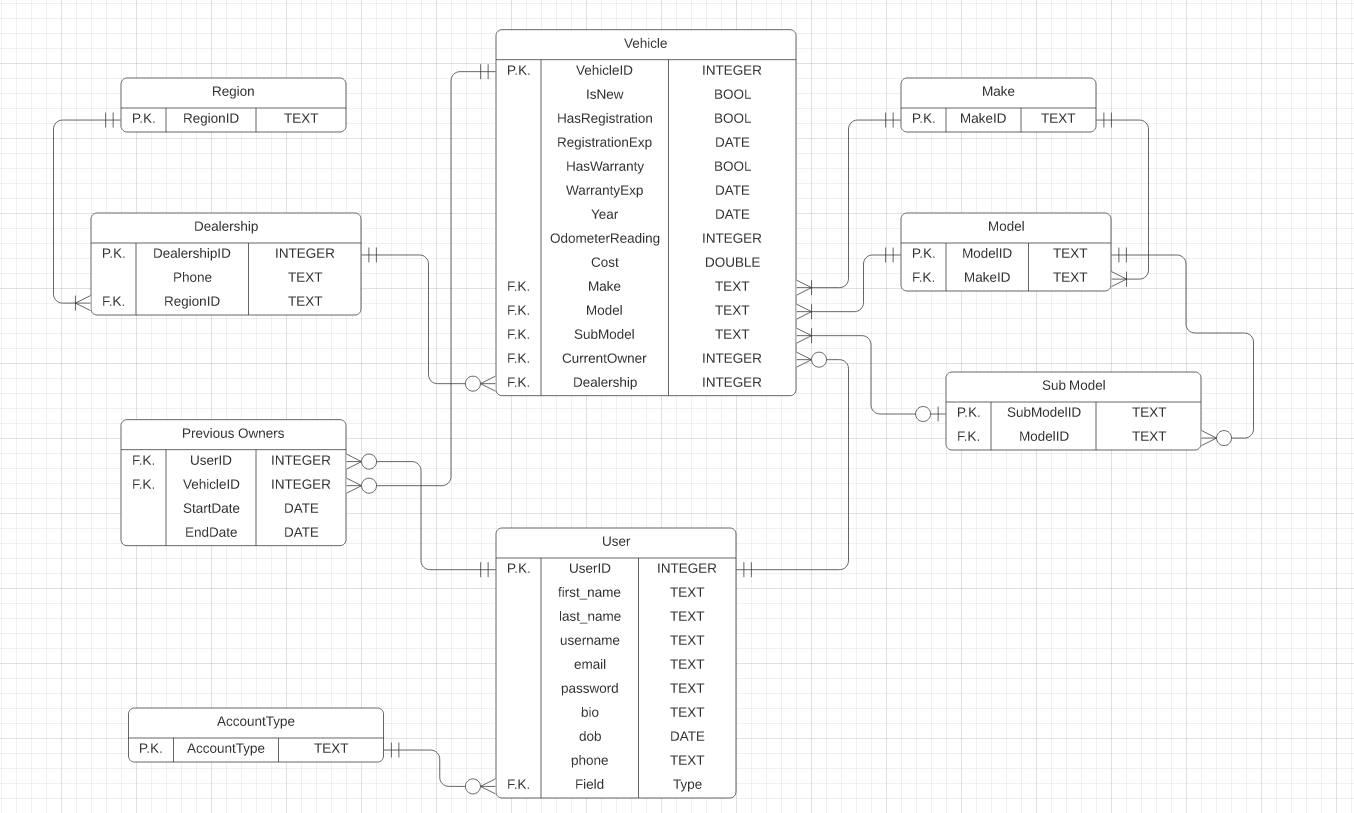 Vehicle
P.K. VehicleID INTEGER
IsNew BOOL
HasRegistration BOOL
RegistrationExp DATE
HasWarranty BOOL
WarrantyExp DATE
Year DATE
OdometerReading INTEGER
Cost DOUBLE
F.K. Make TEXT
F.K. Model TEXT
F.K. SubModel TEXT
F.K. CurrentOwner INTEGER
F.K. Dealership INTEGER
Region
P.K. RegionID TEXT
Dealership
P.K. DealershipID INTEGER
Phone TEXT
F.K. RegionID TEXT
Make
P.K. MakeID TEXT
Model
P.K. ModelID TEXT
F.K. MakeID TEXT
Sub Model
P.K. SubModelID TEXT
F.K. ModelID TEXT
Previous Owners
F.K. UserID INTEGER
F.K. VehicleID INTEGER
StartDate DATE
EndDate DATE
User
P.K. UserID INTEGER
first_name TEXT
last_name TEXT
username TEXT
email TEXT
password TEXT
bio TEXT
dob DATE
phone TEXT
F.K. Field Type
AccountType
P.K. AccountType TEXT